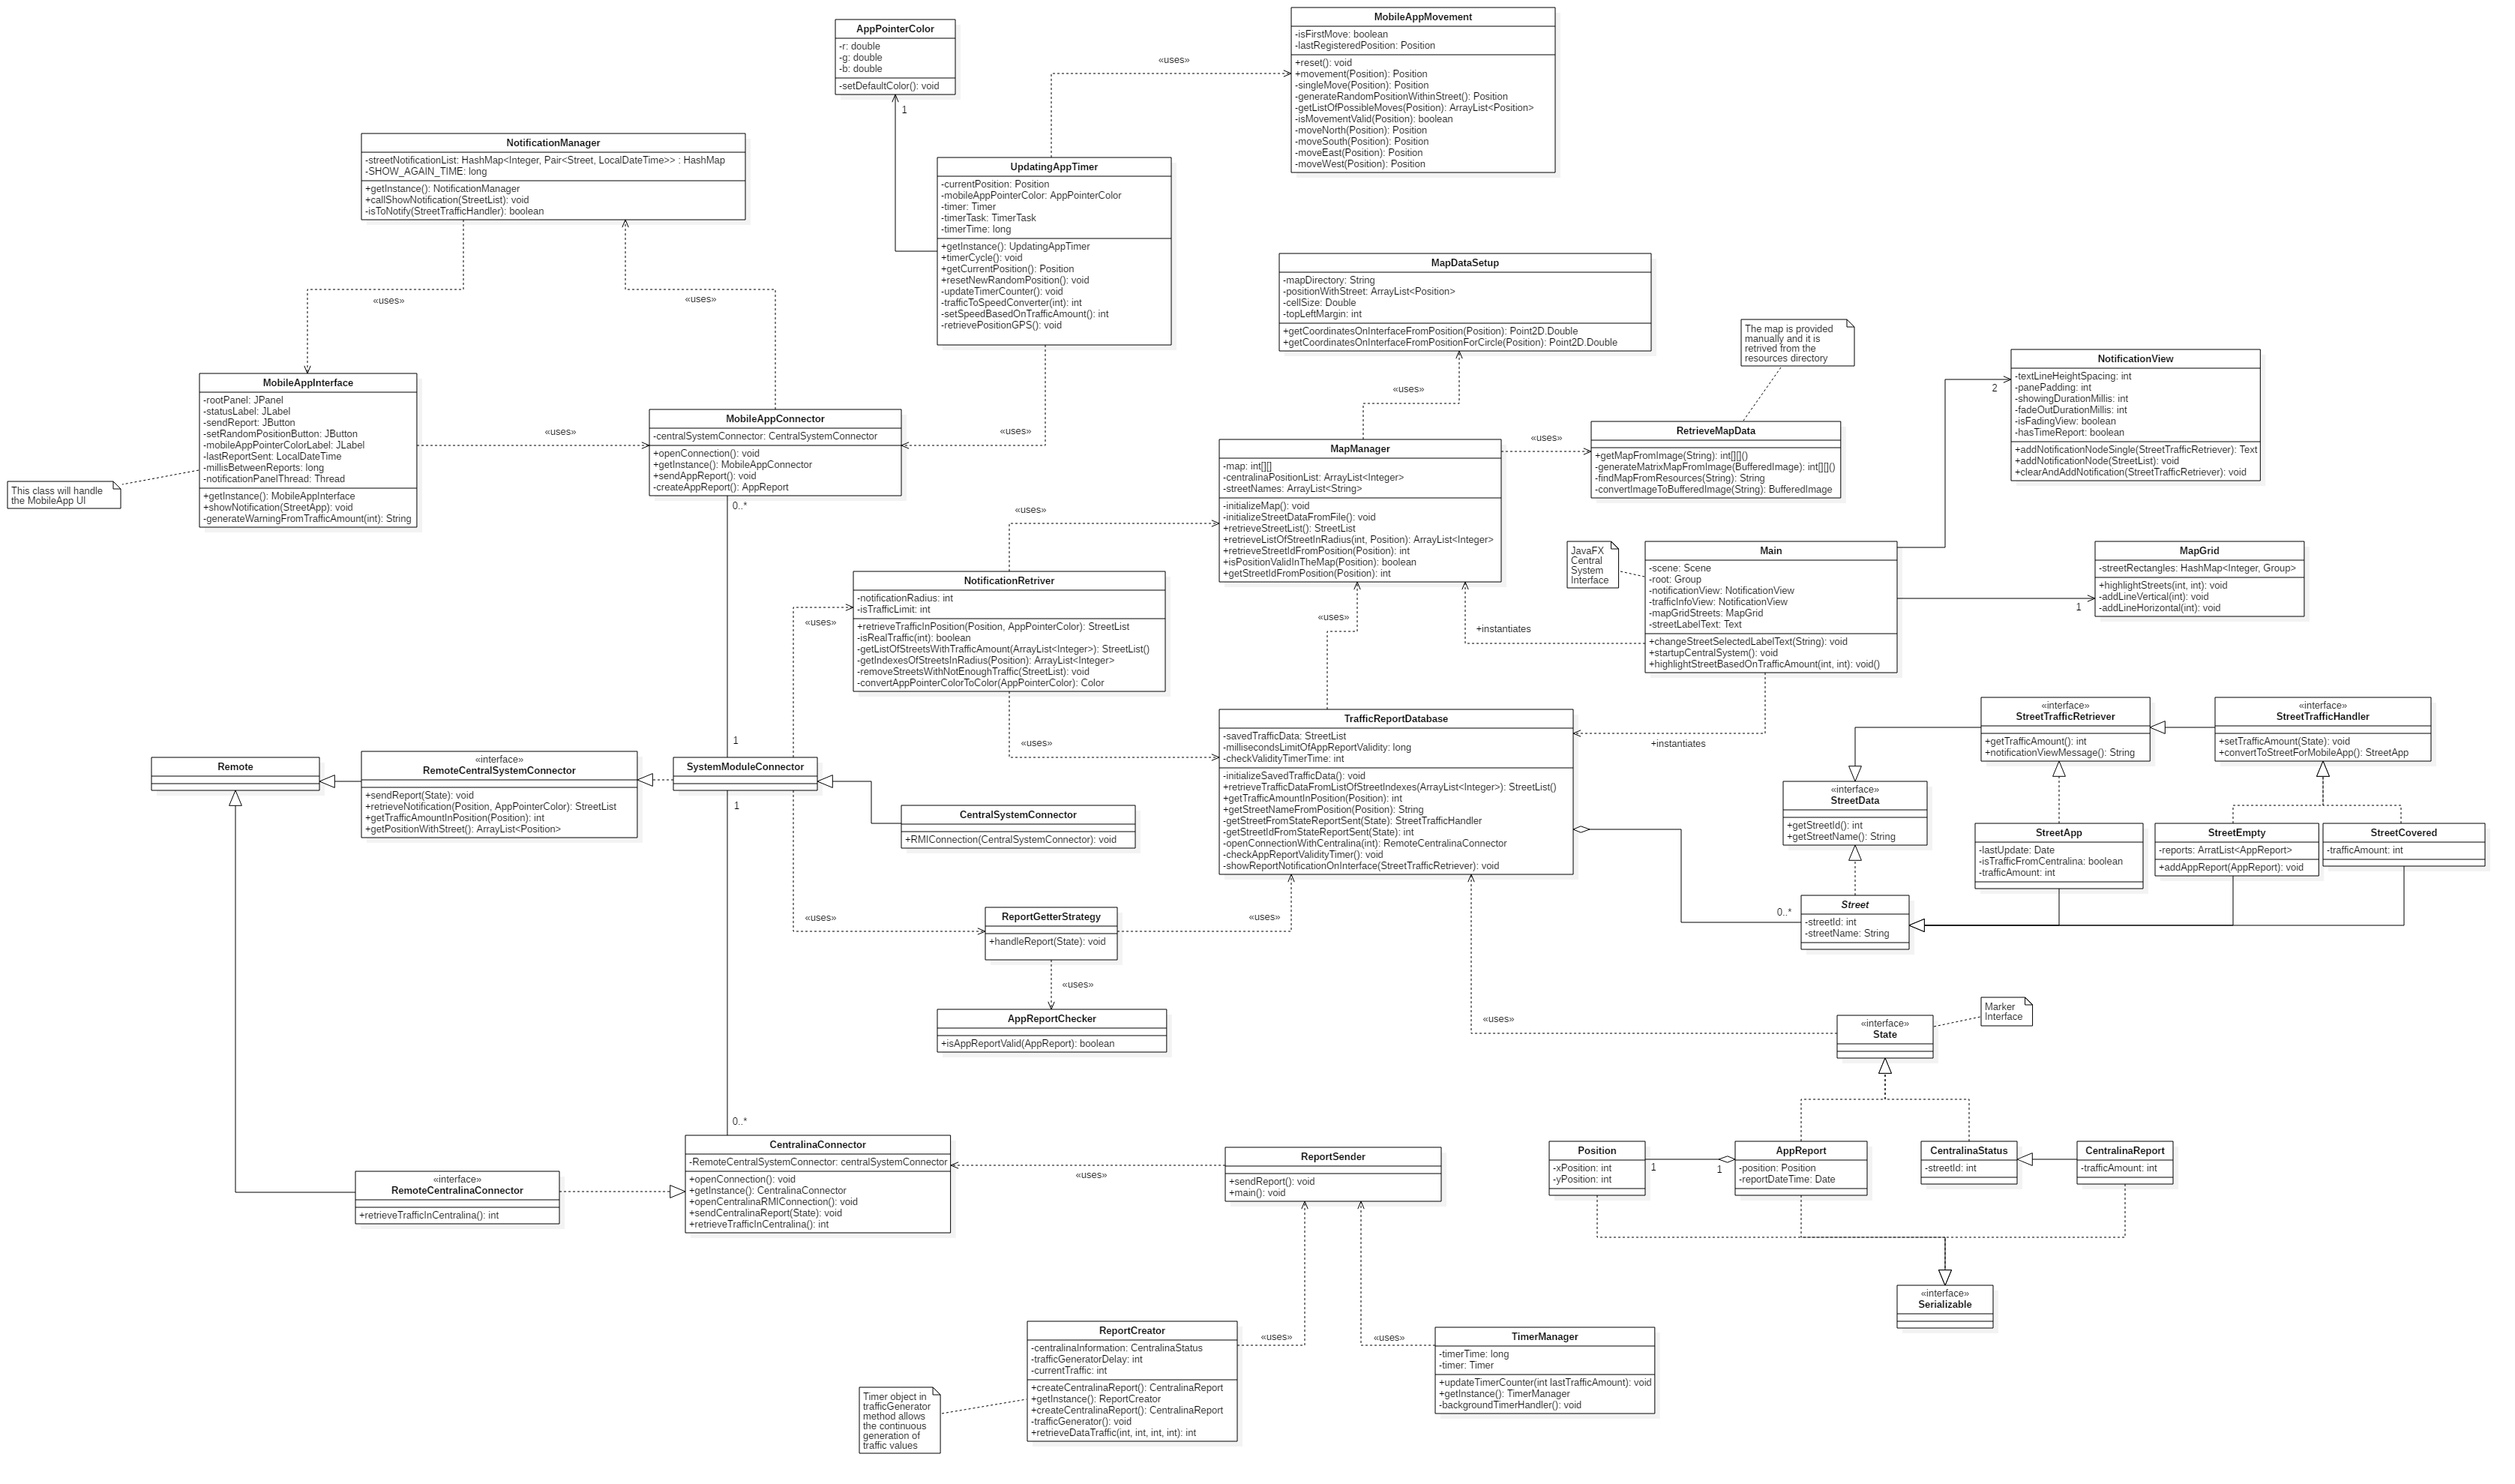 AppPointerColor
-r: double
-g: double
-b: double
-setDefaultColor(): void
1
MobileAppMovement
-isFirstMove: boolean
-lastRegisteredPosition: Position
+reset(): void
+movement(Position): Position
-singleMove(Position): Position
-generateRandomPositionWithinStreet(): Position
-getListOfPossibleMoves(Position): ArrayList<Position>
-isMovementValid(Position): boolean
-moveNorth(Position): Position
-moveSouth(Position): Position
-moveEast(Position): Position
-moveWest(Position): Position
«uses»
NotificationManager
-streetNotificationList: HashMap<Integer, Pair<Street, LocalDateTime>> : HashMap
-SHOW_AGAIN_TIME: long
+getInstance(): NotificationManager
+callShowNotification(StreetList): void
-isToNotify(StreetTrafficHandler): boolean
«uses»
«uses»
UpdatingAppTimer
-currentPosition: Position
-mobileAppPointerColor: AppPointerColor
-timer: Timer
-timerTask: TimerTask
-timerTime: long
+getInstance(): UpdatingAppTimer
+timerCycle(): void
+getCurrentPosition(): Position
+resetNewRandomPosition(): void
-updateTimerCounter(): void
-trafficToSpeedConverter(int): int
-setSpeedBasedOnTrafficAmount(): int
-retrievePositionGPS(): void
«uses»
MapDataSetup
-mapDirectory: String
-positionWithStreet: ArrayList<Position>
-cellSize: Double
-topLeftMargin: int
+getCoordinatesOnInterfaceFromPosition(Position): Point2D.Double
+getCoordinatesOnInterfaceFromPositionForCircle(Position): Point2D.Double
«uses»
The map is provided
manually and it is
retrived from the
resources directory
NotificationView
-textLineHeightSpacing: int
-panePadding: int
-showingDurationMillis: int
-fadeOutDurationMillis: int
-isFadingView: boolean
-hasTimeReport: boolean
+addNotificationNodeSingle(StreetTrafficRetriever): Text
+addNotificationNode(StreetList): void
+clearAndAddNotification(StreetTrafficRetriever): void
2
MobileAppInterface
-rootPanel: JPanel
-statusLabel: JLabel
-sendReport: JButton
-setRandomPositionButton: JButton
-mobileAppPointerColorLabel: JLabel
-lastReportSent: LocalDateTime
-millisBetweenReports: long
-notificationPanelThread: Thread
+getInstance(): MobileAppInterface
+showNotification(StreetApp): void
-generateWarningFromTrafficAmount(int): String
This class will handle
the MobileApp UI
«uses»
MobileAppConnector
-centralSystemConnector: CentralSystemConnector
+openConnection(): void
+getInstance(): MobileAppConnector
+sendAppReport(): void
-createAppReport(): AppReport
0..*
MapManager
-map: int[][]
-centralinaPositionList: ArrayList<Integer>
-streetNames: ArrayList<String>
-initializeMap(): void
-initializeStreetDataFromFile(): void
+retrieveStreetList(): StreetList
+retrieveListOfStreetInRadius(int, Position): ArrayList<Integer>
+retrieveStreetIdFromPosition(Position): int
+isPositionValidInTheMap(Position): boolean
+getStreetIdFromPosition(Position): int
«uses»
RetrieveMapData
+getMapFromImage(String): int[][]()
-generateMatrixMapFromImage(BufferedImage): int[][]()
-findMapFromResources(String): String
-convertImageToBufferedImage(String): BufferedImage
«uses»
JavaFX
Central
System
Interface
Main
-scene: Scene
-root: Group
-notificationView: NotificationView
-trafficInfoView: NotificationView
-mapGridStreets: MapGrid
-streetLabelText: Text
+changeStreetSelectedLabelText(String): void
+startupCentralSystem(): void
+highlightStreetBasedOnTrafficAmount(int, int): void()
MapGrid
-streetRectangles: HashMap<Integer, Group>
+highlightStreets(int, int): void
-addLineVertical(int): void
-addLineHorizontal(int): void
1
NotificationRetriver
-notificationRadius: int
-isTrafficLimit: int
+retrieveTrafficInPosition(Position, AppPointerColor): StreetList
-isRealTraffic(int): boolean
-getListOfStreetsWithTrafficAmount(ArrayList<Integer>): StreetList()
-getIndexesOfStreetsInRadius(Position): ArrayList<Integer>
-removeStreetsWithNotEnoughTraffic(StreetList): void
-convertAppPointerColorToColor(AppPointerColor): Color
«uses»
«uses»
«uses»
+instantiates
+instantiates
TrafficReportDatabase
-savedTrafficData: StreetList
-millisecondsLimitOfAppReportValidity: long
-checkValidityTimerTime: int
-initializeSavedTrafficData(): void
+retrieveTrafficDataFromListOfStreetIndexes(ArrayList<Integer>): StreetList()
+getTrafficAmountInPosition(Position): int
+getStreetNameFromPosition(Position): String
-getStreetFromStateReportSent(State): StreetTrafficHandler
-getStreetIdFromStateReportSent(State): int
-openConnectionWithCentralina(int): RemoteCentralinaConnector
-checkAppReportValidityTimer(): void
-showReportNotificationOnInterface(StreetTrafficRetriever): void
«interface»
StreetTrafficRetriever
+getTrafficAmount(): int
+notificationViewMessage(): String
«interface»
StreetTrafficHandler
+setTrafficAmount(State): void
+convertToStreetForMobileApp(): StreetApp
«interface»
StreetData
+getStreetId(): int
+getStreetName(): String
StreetApp
-lastUpdate: Date
-isTrafficFromCentralina: boolean
-trafficAmount: int
StreetEmpty
-reports: ArratList<AppReport>
+addAppReport(AppReport): void
StreetCovered
-trafficAmount: int
0..*
Street
-streetId: int
-streetName: String
Remote
«interface»
RemoteCentralSystemConnector
+sendReport(State): void
+retrieveNotification(Position, AppPointerColor): StreetList
+getTrafficAmountInPosition(Position): int
+getPositionWithStreet(): ArrayList<Position>
1
SystemModuleConnector
1
CentralSystemConnector
+RMIConnection(CentralSystemConnector): void
«uses»
ReportGetterStrategy
+handleReport(State): void
«uses»
«uses»
AppReportChecker
+isAppReportValid(AppReport): boolean
«uses»
«interface»
State
Marker
Interface
0..*
CentralinaConnector
-RemoteCentralSystemConnector: centralSystemConnector
+openConnection(): void
+getInstance(): CentralinaConnector
+openCentralinaRMIConnection(): void
+sendCentralinaReport(State): void
+retrieveTrafficInCentralina(): int
«interface»
RemoteCentralinaConnector
+retrieveTrafficInCentralina(): int
«uses»
ReportSender
+sendReport(): void
+main(): void
Position
-xPosition: int
-yPosition: int
1
1
AppReport
-position: Position
-reportDateTime: Date
CentralinaStatus
-streetId: int
CentralinaReport
-trafficAmount: int
«interface»
Serializable
ReportCreator
-centralinaInformation: CentralinaStatus
-trafficGeneratorDelay: int
-currentTraffic: int
+createCentralinaReport(): CentralinaReport
+getInstance(): ReportCreator
+createCentralinaReport(): CentralinaReport
-trafficGenerator(): void
+retrieveDataTraffic(int, int, int, int): int
«uses»
«uses»
TimerManager
-timerTime: long
-timer: Timer
+updateTimerCounter(int lastTrafficAmount): void
+getInstance(): TimerManager
-backgroundTimerHandler(): void
Timer object in
trafficGenerator
method allows
the continuous
generation of
traffic values